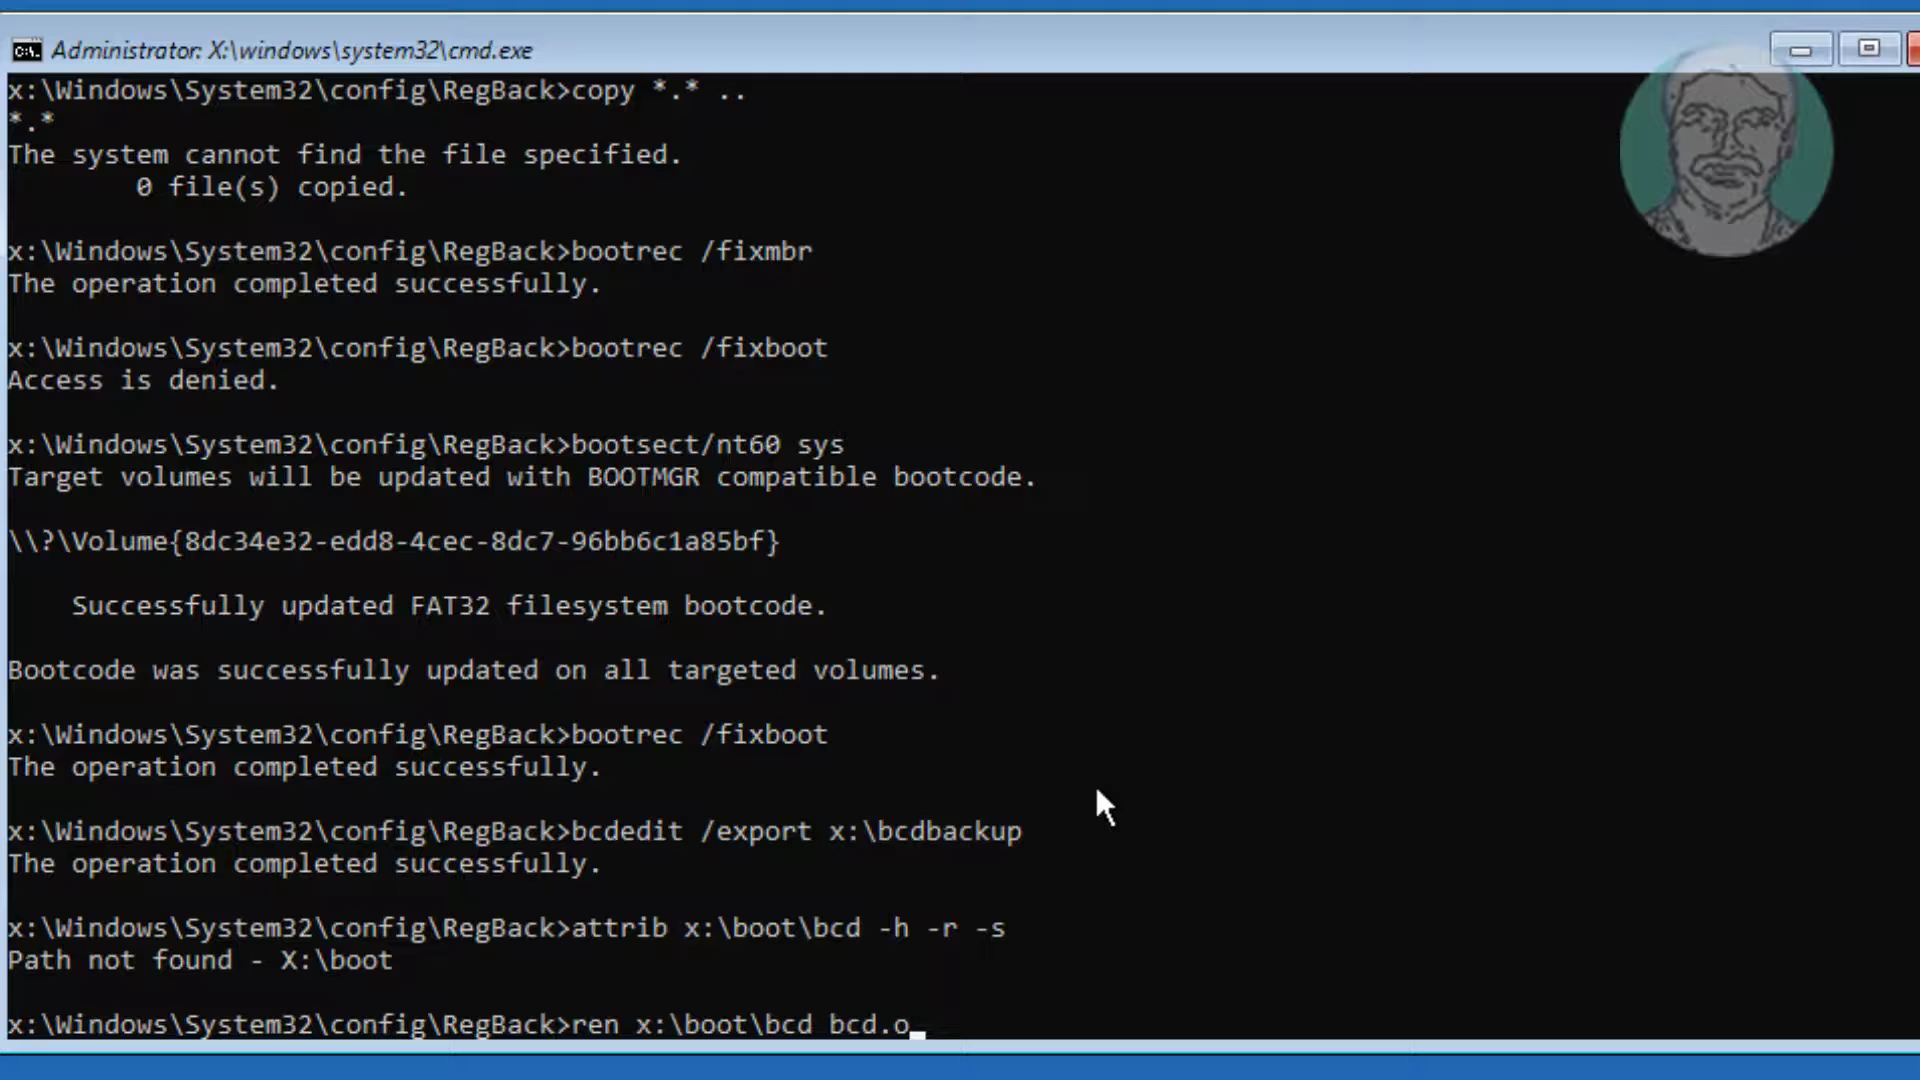 Administrator: X:\windows\system32\cmd.exe
x:\Windows\System32\config\RegBack>copy *.* ..
*.*
The system cannot find the file specified.
        0 file(s) copied.
x:\Windows\System32\config\RegBack>bootrec /fixmbr
The operation completed successfully.
x:\Windows\System32\config\RegBack>bootrec /fixboot
Access is denied.
x:\Windows\System32\config\RegBack>bootsect/nt60 sys
Target volumes will be updated with BOOTMGR compatible bootcode.
\\?\Volume{8dc34e32-edd8-4cec-8dc7-96bb6c1a85bf}
    Successfully updated FAT32 filesystem bootcode.
Bootcode was successfully updated on all targeted volumes.
x:\Windows\System32\config\RegBack>bootrec /fixboot
The operation completed successfully.
x:\Windows\System32\config\RegBack>bcdedit /export x:\bcdbackup
The operation completed successfully.
x:\Windows\System32\config\RegBack>attrib x:\boot\bcd -h -r -s
Path not found - X:\boot
x:\Windows\System32\config\RegBack>ren x:\boot\bcd bcd.o